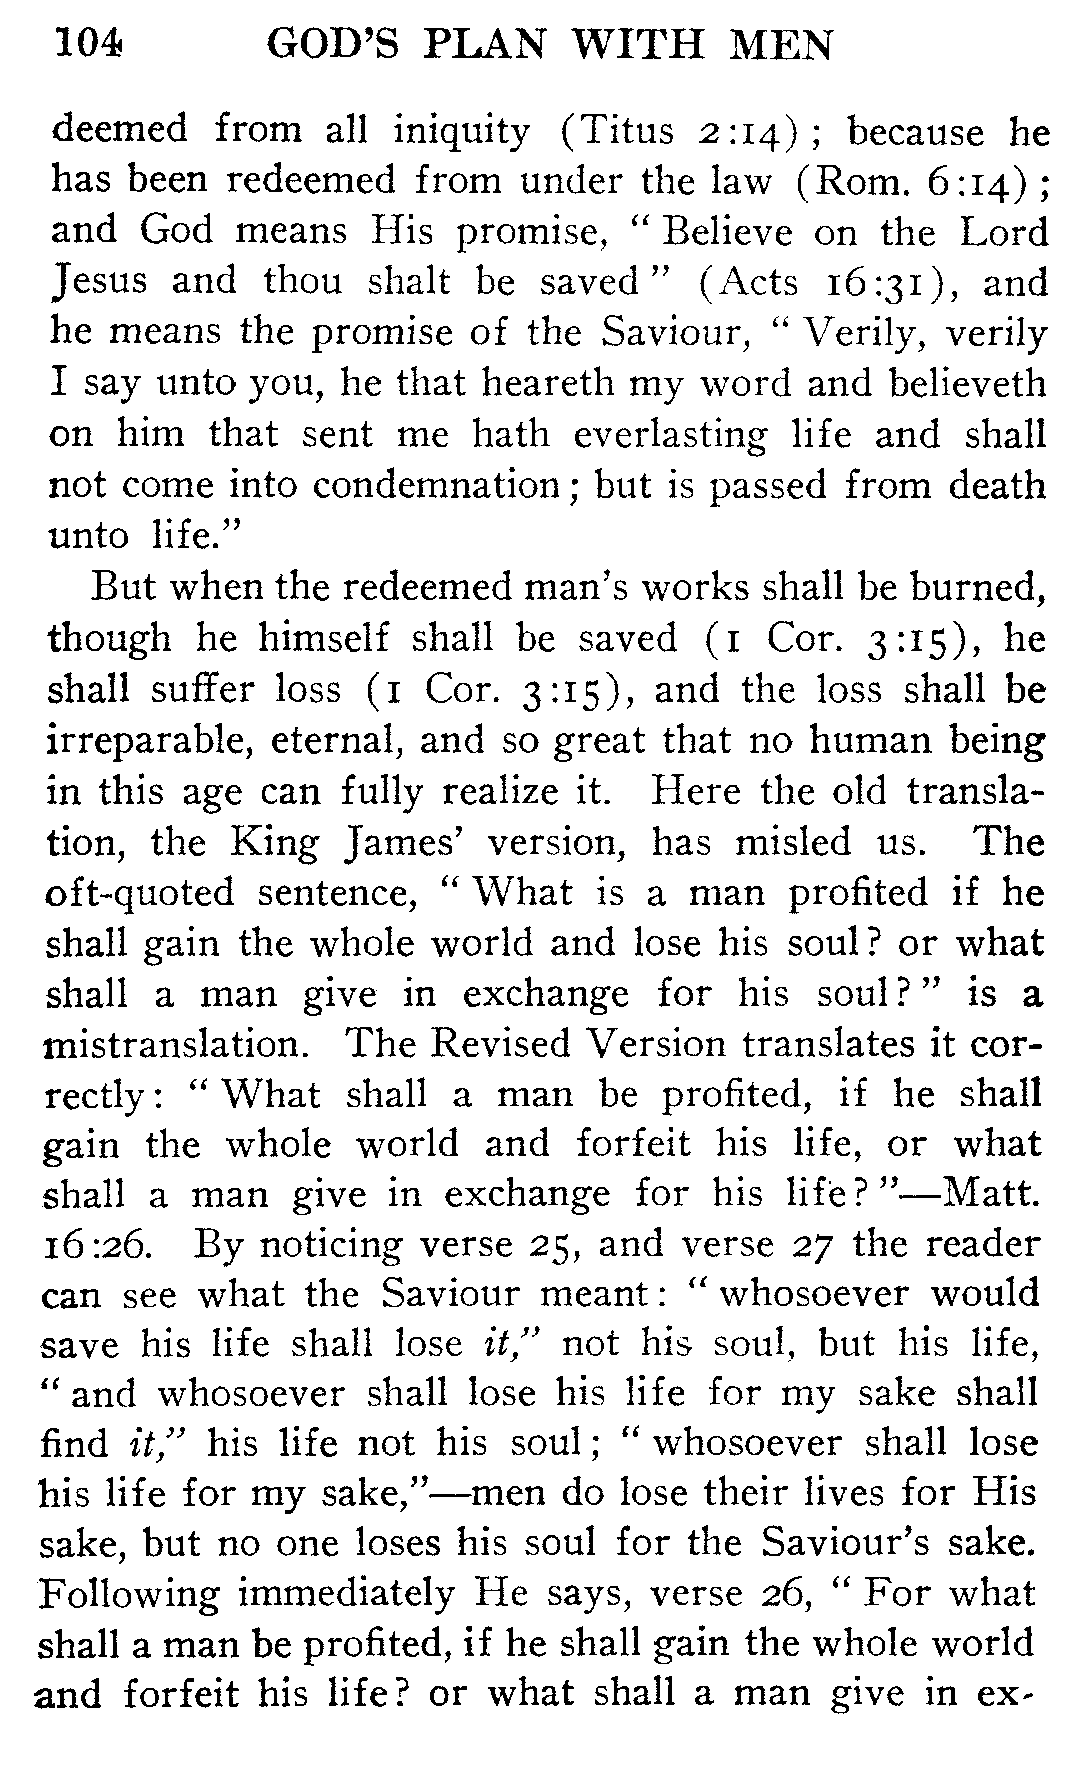 104 GOD'S PLAN WITH MEN
deemed from all iniquity (Titus 2:14); because he
has been redeemed from under the law (Rom. 6:14);
and God means His promise, “Believe on the Lord
Jesus and thou shalt be saved” (Acts 16:31), and
he means the promise of the Saviour, “Verily, verily
I say unto you, he that heareth my word and believeth
on him that sent me hath everlasting life and shall
not come into condemnation; but is passed from death
unto life.”
But when the redeemed man's works shall be burned,
though he himself shall be saved (1 Cor. 3:15), he
shall suffer loss (1 Cor. 3:15), and the loss shall be
irreparable, eternal, and so great that no human being
in this age can fully realize it. Here the old transla-
tion, the King James' version, has misled us. The
oft-quoted sentence, “What is a man profited if he
shall gain the whole world and lose his soul? or what
shall a man give in exchange for his soul?” is a
mistranslation. The Revised Version translates it cor-
rectly: “What shall a man be profited, if he shall
gain the whole world and forfeit his life, or what
shall a man give in exchange for his life?”—Matt.
16:26. By noticing verse 25, and verse 27 the reader
can see what the Saviour meant: “whosoever would
save his life shall lose it,” not his soul, but his life,
“and whosoever shall lose his life for my sake shall
find it,” his life not his soul; “whosoever shall lose
his life for my sake,”—men do lose their lives for His
sake, but no one loses his soul for the Saviour's sake.
Following immediately He says, verse 26, “For what
shall a man be profited, if he shall gain the whole world
and forfeit his life? or what shall a man give in ex-